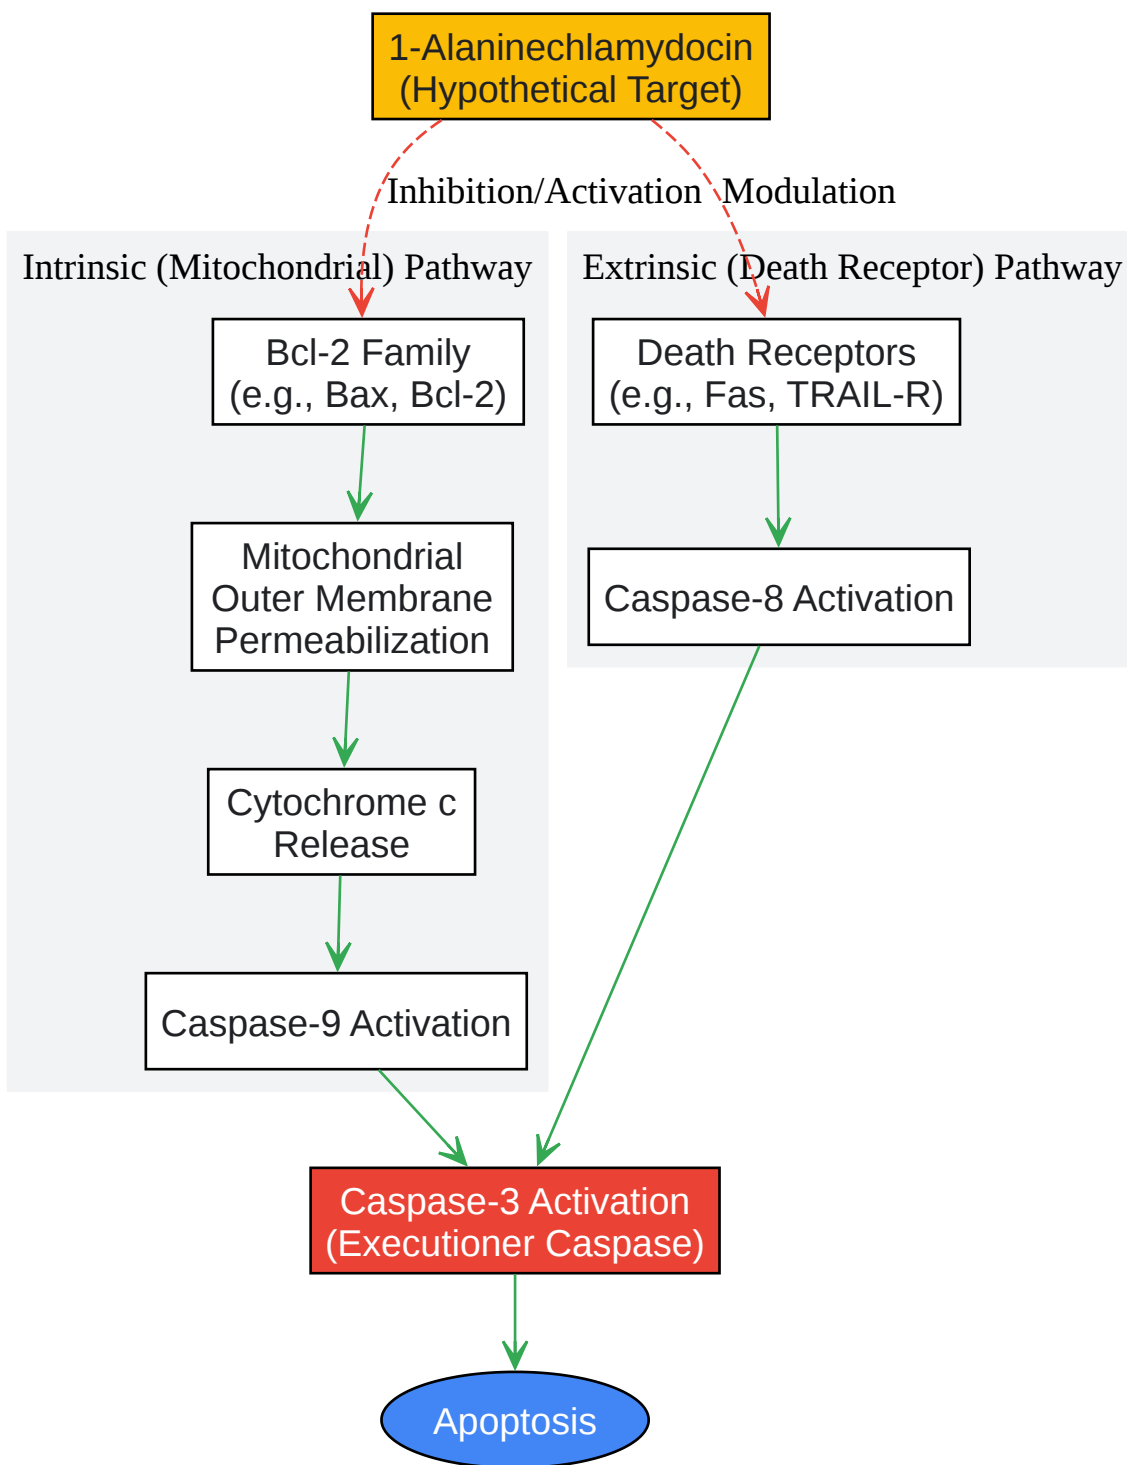 1-Alaninechlamydocin
(Hypothetical Target)
Inhibition/Activation
Modulation
Intrinsic (Mitochondrial) Pathway
Extrinsic (Death Receptor) Pathway
Bcl-2 Family
(e.g., Bax, Bcl-2)
Death Receptors
(e.g., Fas, TRAIL-R)
Mitochondrial
Outer Membrane
Permeabilization
Caspase-8 Activation
Cytochrome c
Release
Caspase-9 Activation
Caspase-3 Activation
(Executioner Caspase)
Apoptosis